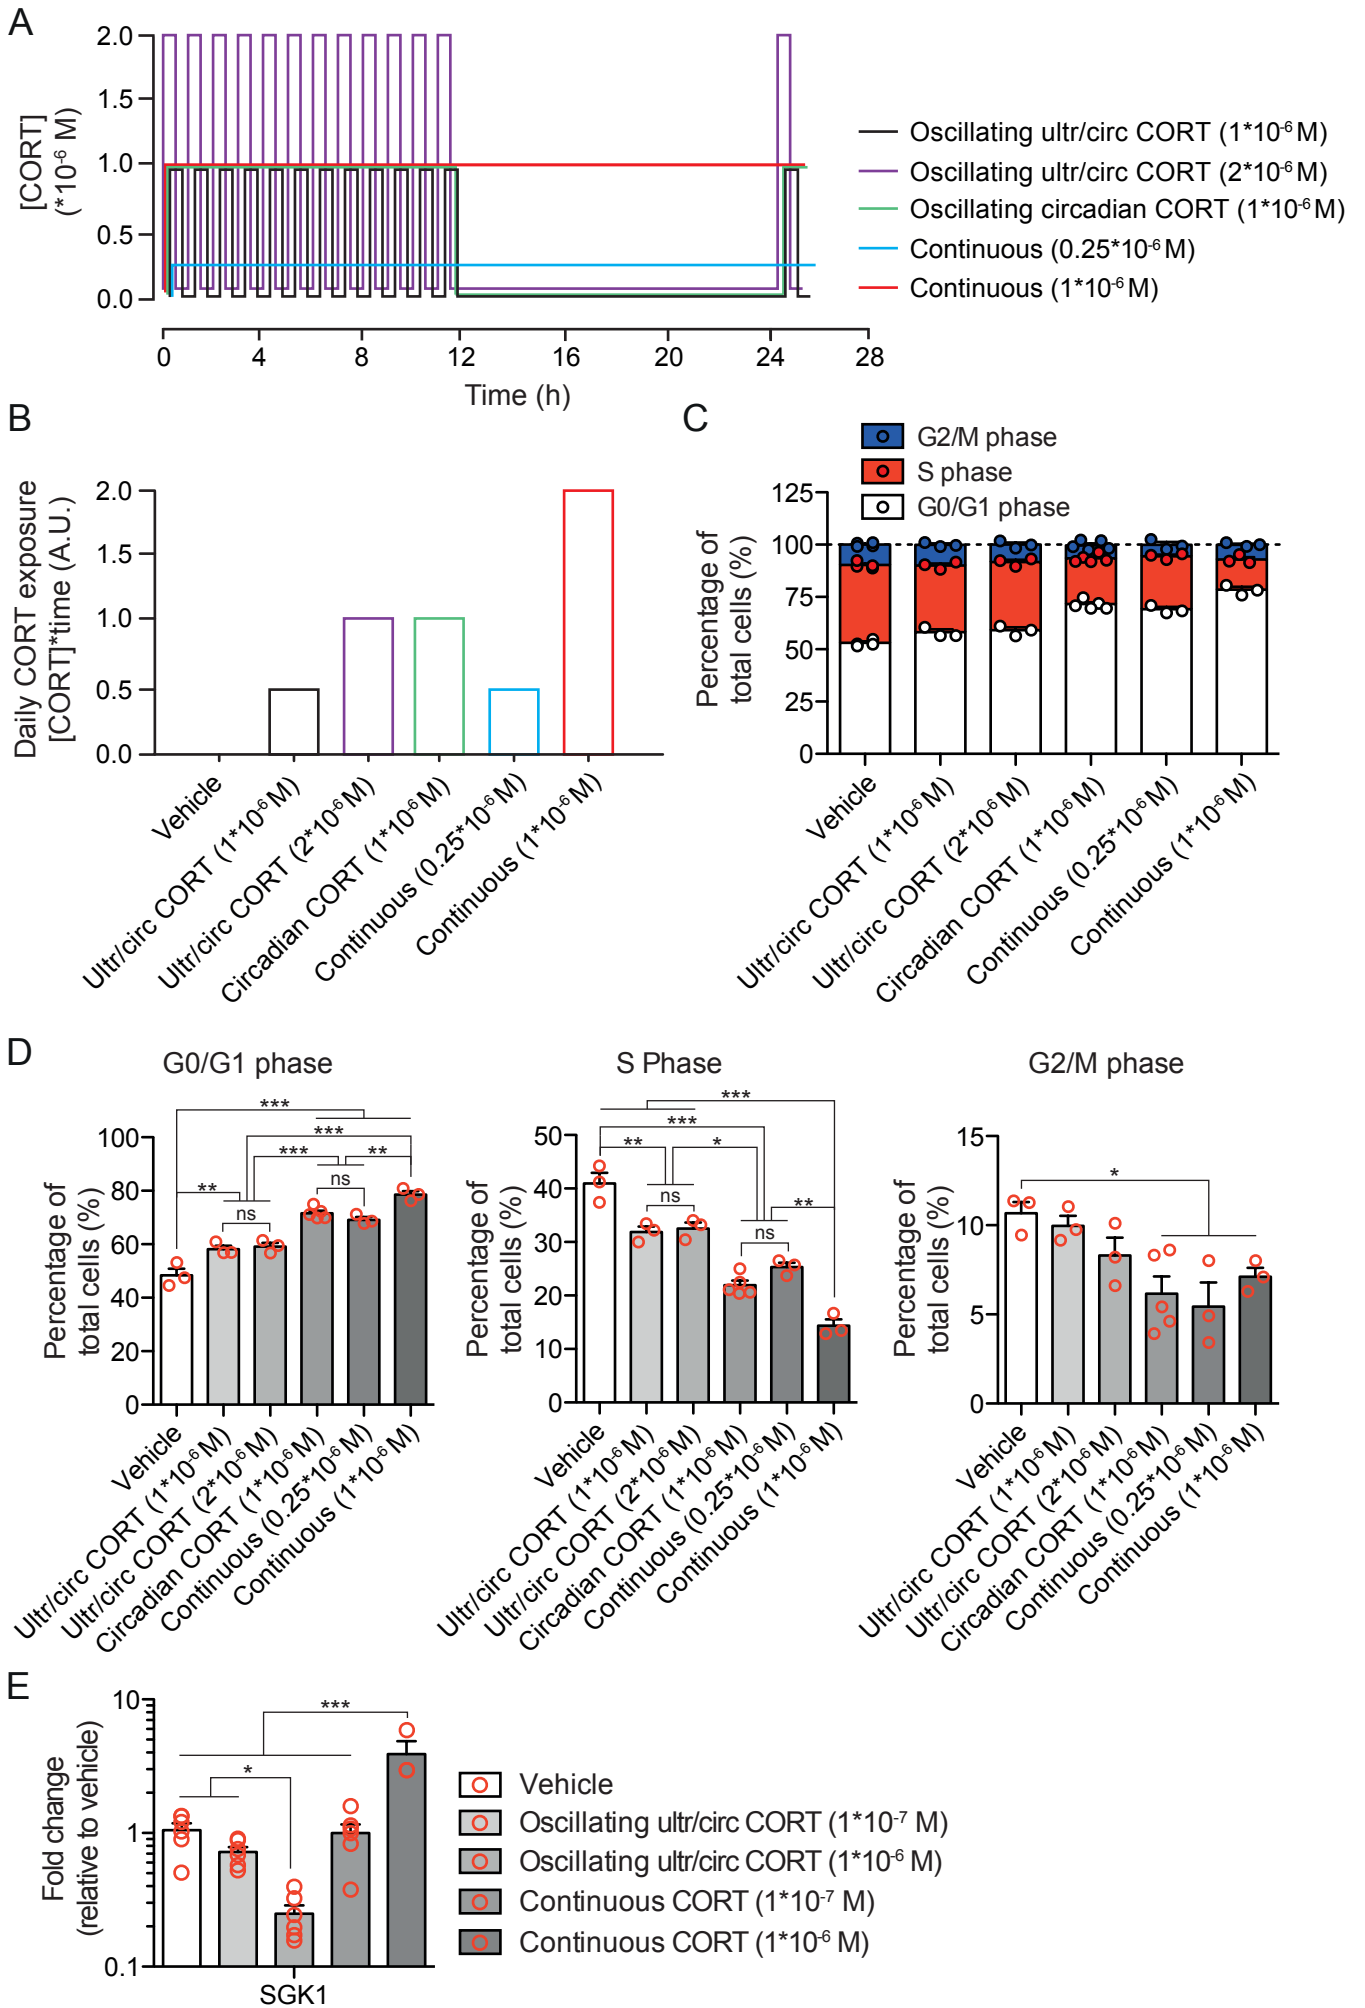 A
[CORT]
(*10⁻⁶ M)
2.0
1.5
1.0
0.5
0.0
0 4 8 12 16 20 24 28
Time (h)
Oscillating ultr/circ CORT (1*10⁻⁶ M)
Oscillating ultr/circ CORT (2*10⁻⁶ M)
Oscillating circadian CORT (1*10⁻⁶ M)
Continuous (0.25*10⁻⁶ M)
Continuous (1*10⁻⁶ M)
B
Daily CORT exposure
[CORT]*time (A.U.)
2.0
1.5
1.0
0.5
0.0
Vehicle
Ultr/circ CORT (1*10⁻⁶ M)
Ultr/circ CORT (2*10⁻⁶ M)
Circadian CORT (1*10⁻⁶ M)
Continuous (0.25*10⁻⁶ M)
Continuous (1*10⁻⁶ M)
C
G2/M phase
S phase
G0/G1 phase
Percentage of
total cells (%)
125
100
75
50
25
0
Vehicle
Ultr/circ CORT (1*10⁻⁶ M)
Ultr/circ CORT (2*10⁻⁶ M)
Circadian CORT (1*10⁻⁶ M)
Continuous (0.25*10⁻⁶ M)
Continuous (1*10⁻⁶ M)
D
G0/G1 phase
Percentage of
total cells (%)
100
80
60
40
20
0
***
***
*** **
**
ns
ns
Vehicle
Ultr/circ CORT (1*10⁻⁶ M)
Ultr/circ CORT (2*10⁻⁶ M)
Circadian CORT (1*10⁻⁶ M)
Continuous (0.25*10⁻⁶ M)
Continuous (1*10⁻⁶ M)
S Phase
Percentage of
total cells (%)
50
40
30
20
10
0
***
***
** *
ns
**
ns
Vehicle
Ultr/circ CORT (1*10⁻⁶ M)
Ultr/circ CORT (2*10⁻⁶ M)
Circadian CORT (1*10⁻⁶ M)
Continuous (0.25*10⁻⁶ M)
Continuous (1*10⁻⁶ M)
G2/M phase
Percentage of
total cells (%)
15
10
5
0
*
Vehicle
Ultr/circ CORT (1*10⁻⁶ M)
Ultr/circ CORT (2*10⁻⁶ M)
Circadian CORT (1*10⁻⁶ M)
Continuous (0.25*10⁻⁶ M)
Continuous (1*10⁻⁶ M)
E
Fold change
(relative to vehicle)
10
1
0.1
***
*
SGK1
Vehicle
Oscillating ultr/circ CORT (1*10⁻⁷ M)
Oscillating ultr/circ CORT (1*10⁻⁶ M)
Continuous CORT (1*10⁻⁷ M)
Continuous CORT (1*10⁻⁶ M)